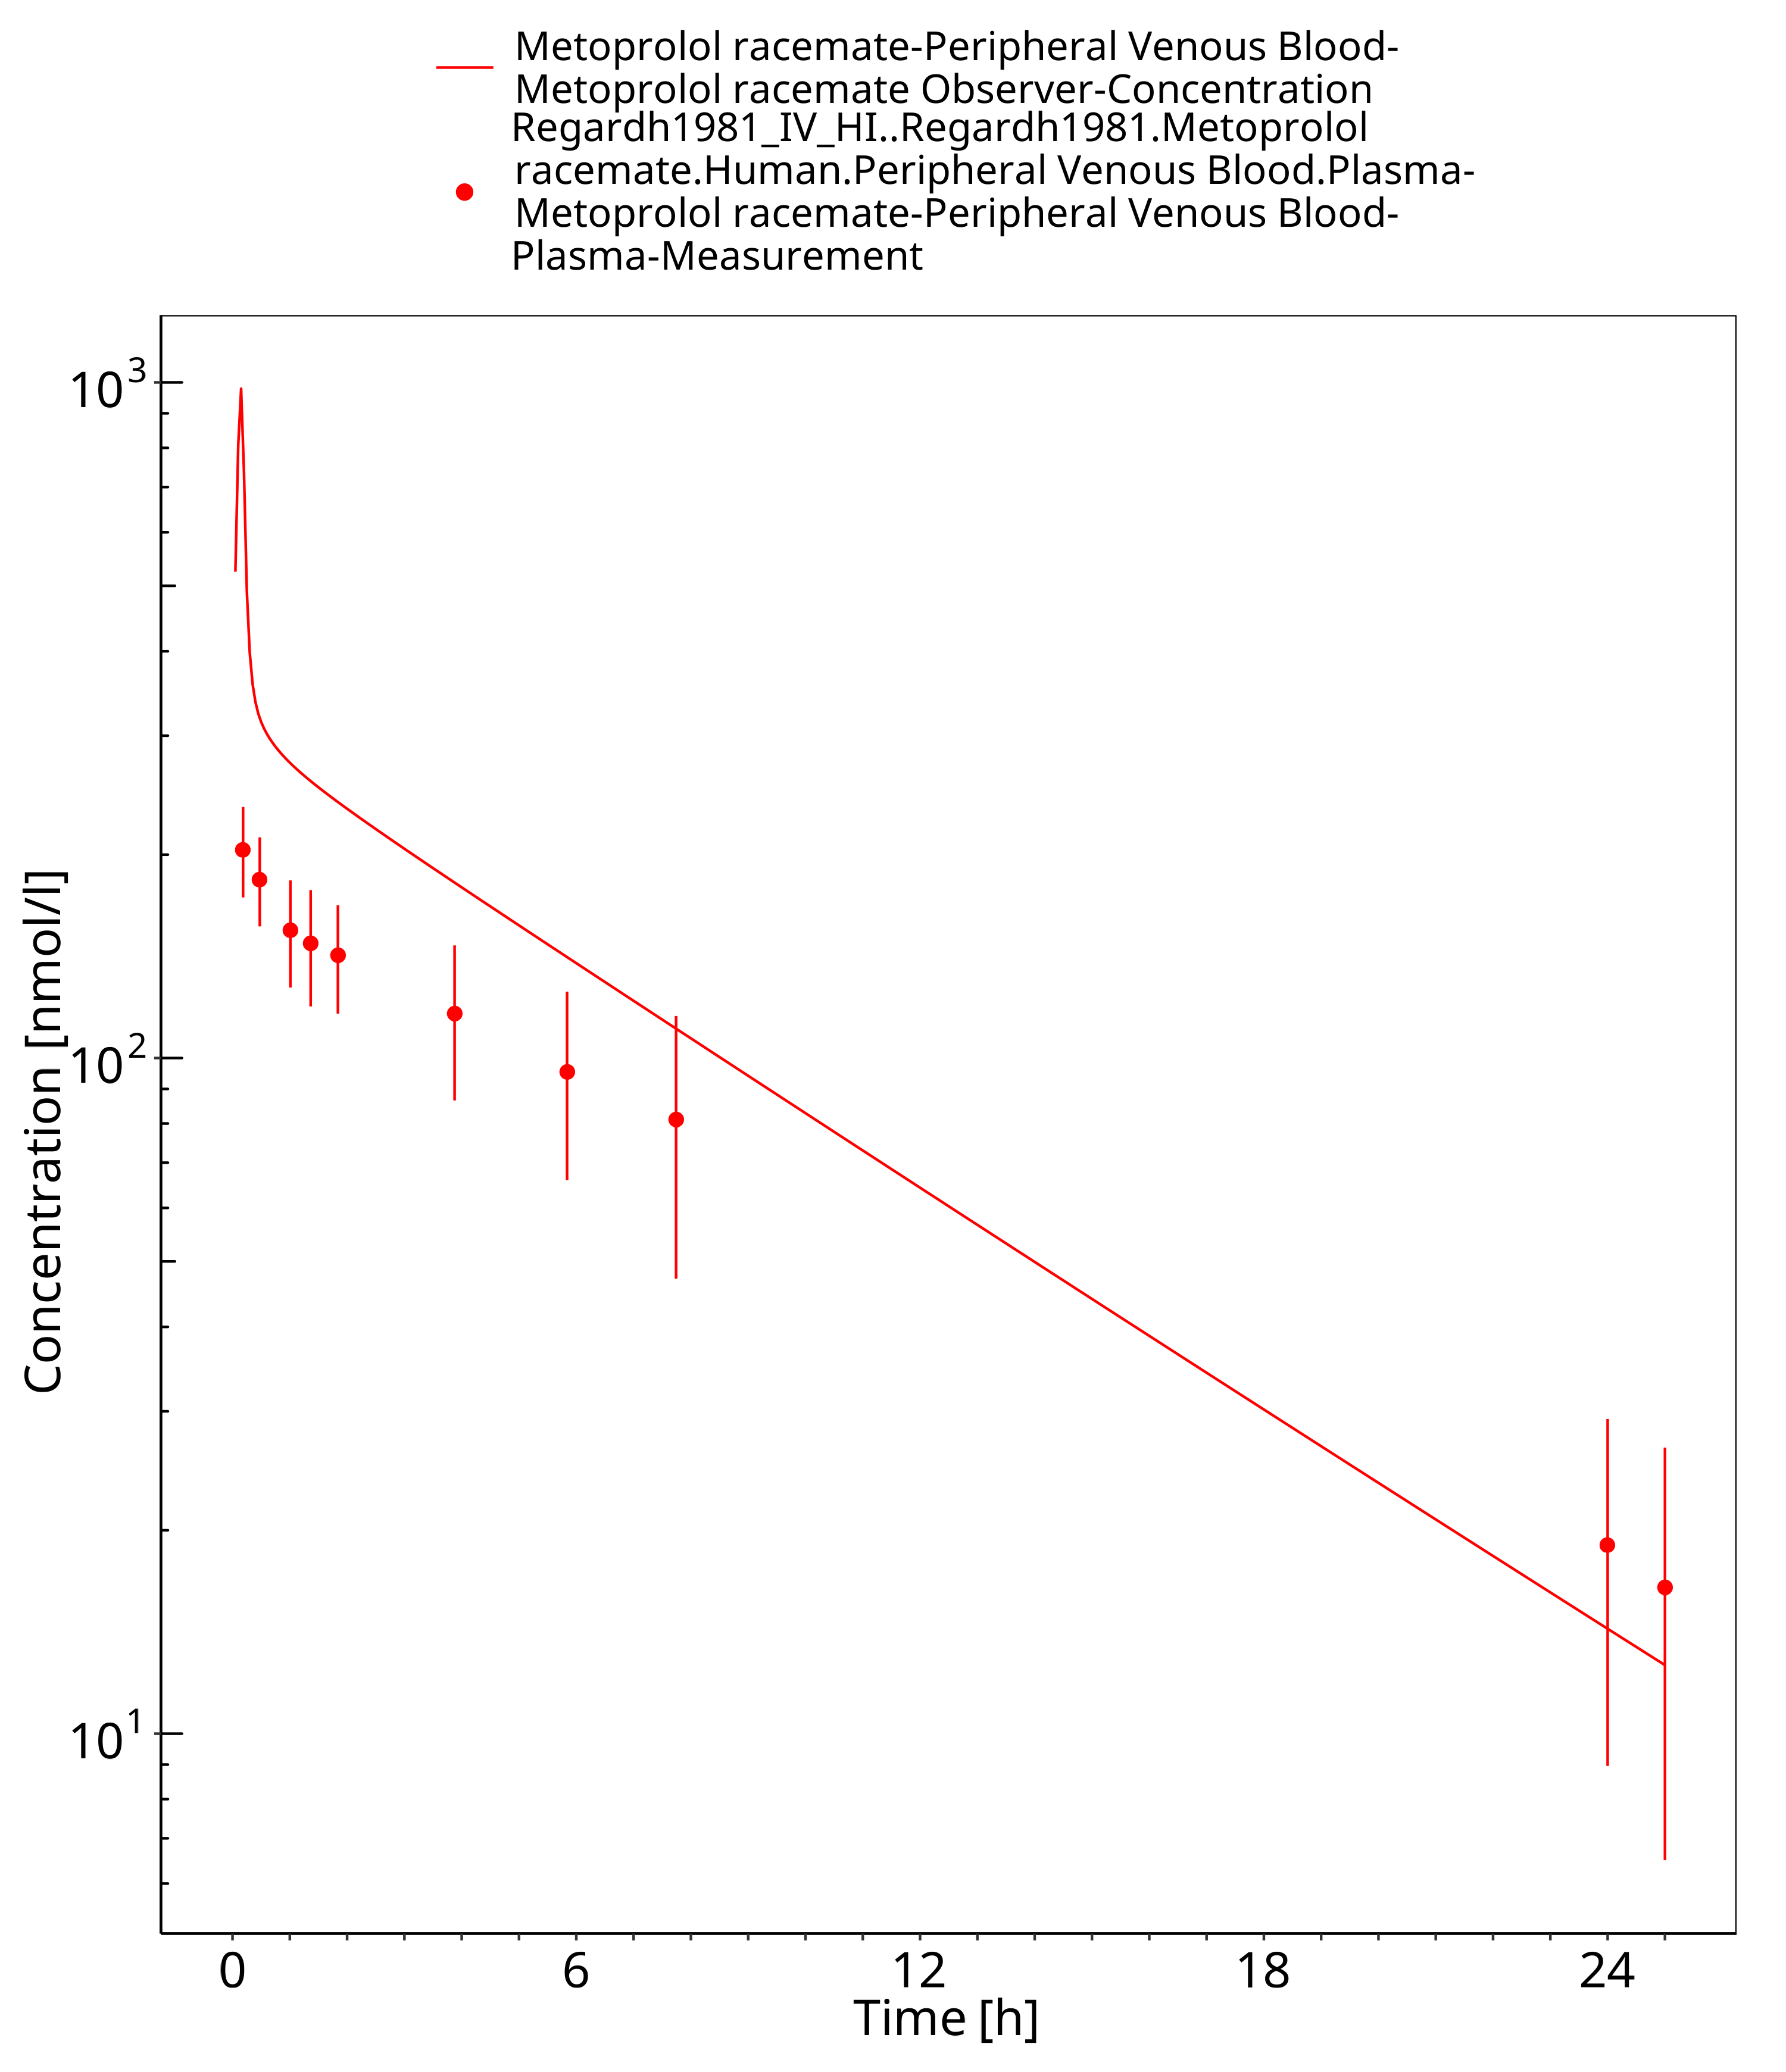 Metoprolol racemate-Peripheral Venous Blood-
Metoprolol racemate Observer-Concentration
Regardh1981_IV_HI..Regardh1981.Metoprolol
racemate.Human.Peripheral Venous Blood.Plasma-
Metoprolol racemate-Peripheral Venous Blood-
Plasma-Measurement
10³
10²
10¹
Concentration [nmol/l]
0 6 12 18 24
Time [h]